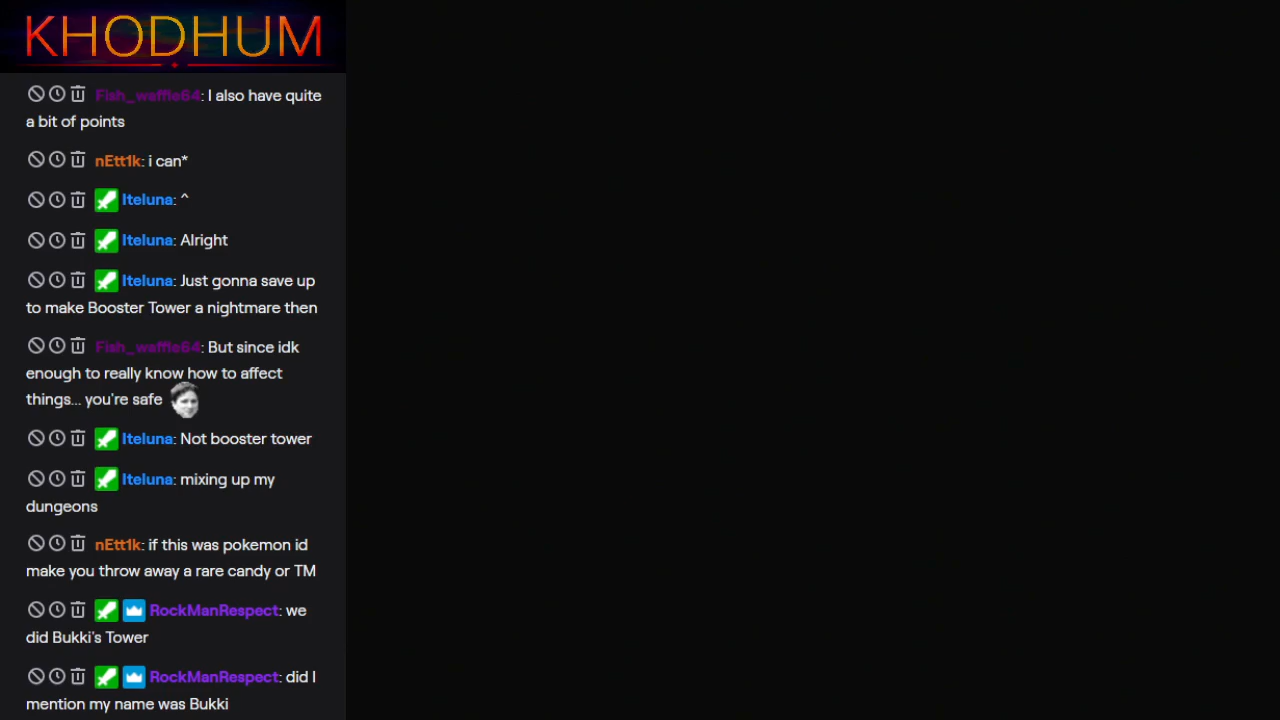 KHODHUM
Fish_waffle64: I also have quite
a bit of points
nEtt1k: i can*
Iteluna: ^
Iteluna: Alright
Iteluna: Just gonna save up
to make Booster Tower a nightmare then
Fish_waffle64: But since idk
enough to really know how to affect
things... you're safe
Iteluna: Not booster tower
Iteluna: mixing up my
dungeons
nEtt1k: if this was pokemon id
make you throw away a rare candy or TM
RockManRespect: we
did Bukki's Tower
RockManRespect: did I
mention my name was Bukki